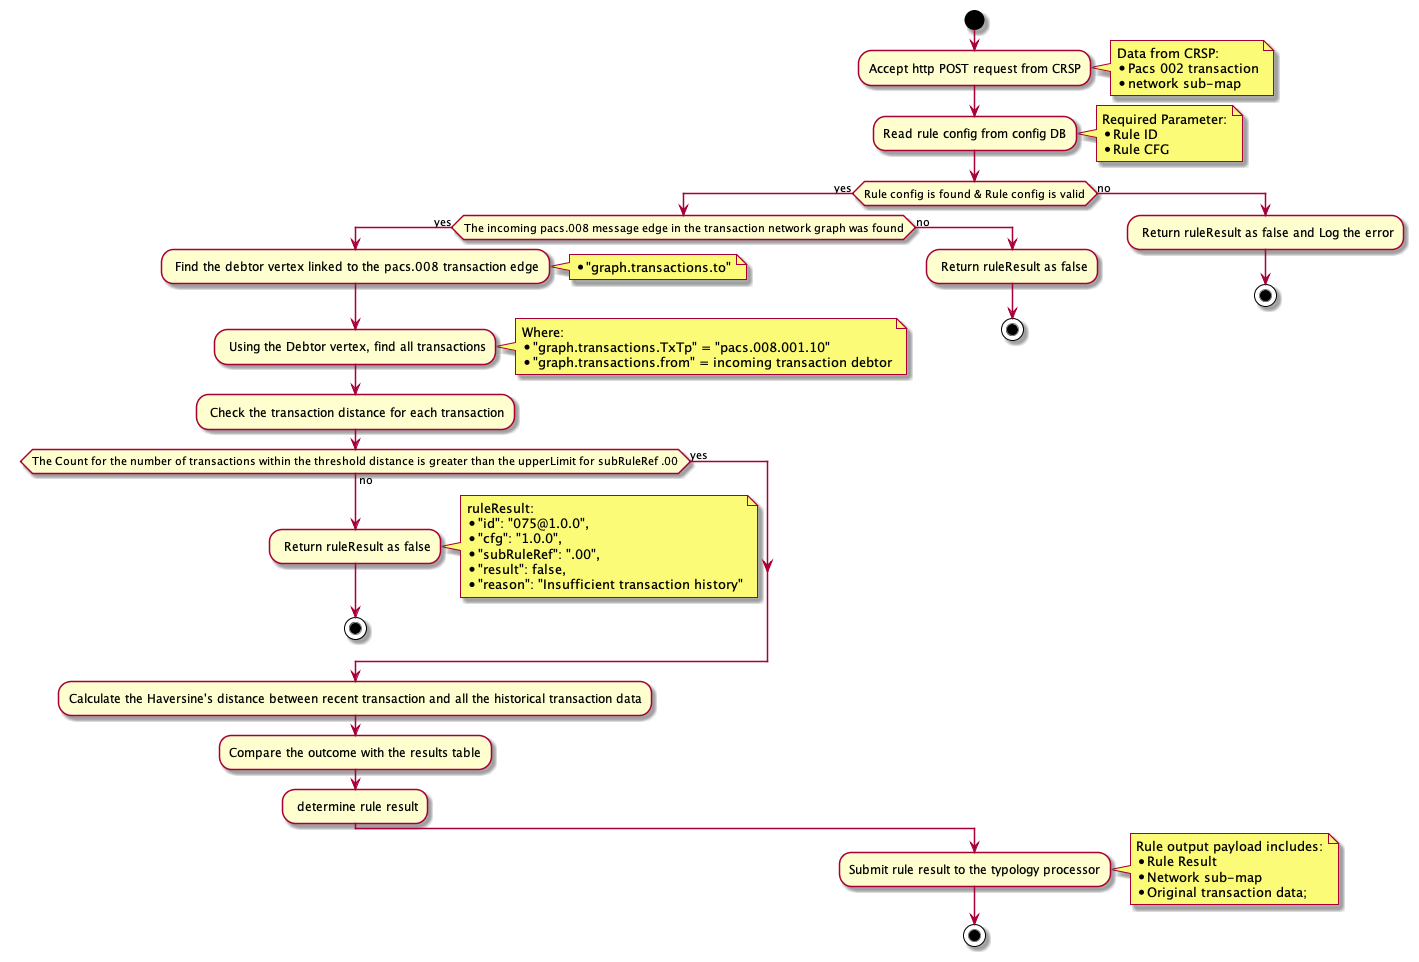 Accept http POST request from CRSP
Data from CRSP:
•Pacs 002 transaction
•network sub-map
Read rule config from config DB
Required Parameter:
•Rule ID
•Rule CFG
yes
Rule config is found & Rule config is valid
no
yes
The incoming pacs.008 message edge in the transaction network graph was found
no
Return ruleResult as false and Log the error
Find the debtor vertex linked to the pacs.008 transaction edge
•"graph.transactions.to"
Return ruleResult as false
Using the Debtor vertex, find all transactions
Where:
•"graph.transactions.TxTp" = "pacs.008.001.10"
•"graph.transactions.from" = incoming transaction debtor
Check the transaction distance for each transaction
The Count for the number of transactions within the threshold distance is greater than the upperLimit for subRuleRef .00
yes
no
Return ruleResult as false
ruleResult:
•"id": "075@1.0.0",
•"cfg": "1.0.0",
•"subRuleRef": ".00",
•"result": false,
•"reason": "Insufficient transaction history"
Calculate the Haversine's distance between recent transaction and all the historical transaction data
Compare the outcome with the results table
determine rule result
Submit rule result to the typology processor
Rule output payload includes:
•Rule Result
•Network sub-map
•Original transaction data;